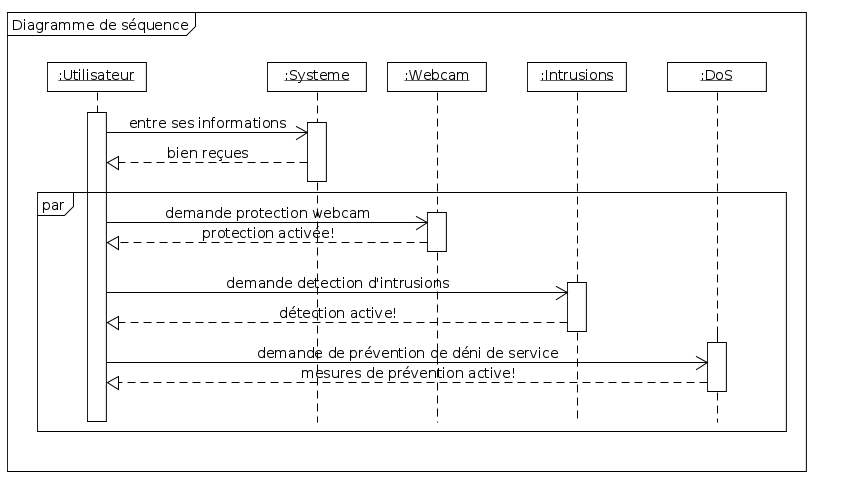 Diagramme de séquence
:Utilisateur
:Systeme
:Webcam
:Intrusions
:DoS
entre ses informations
bien reçues
par
demande protection webcam
protection activée!
demande detection d'intrusions
détection active!
demande de prévention de déni de service
mesures de prévention active!